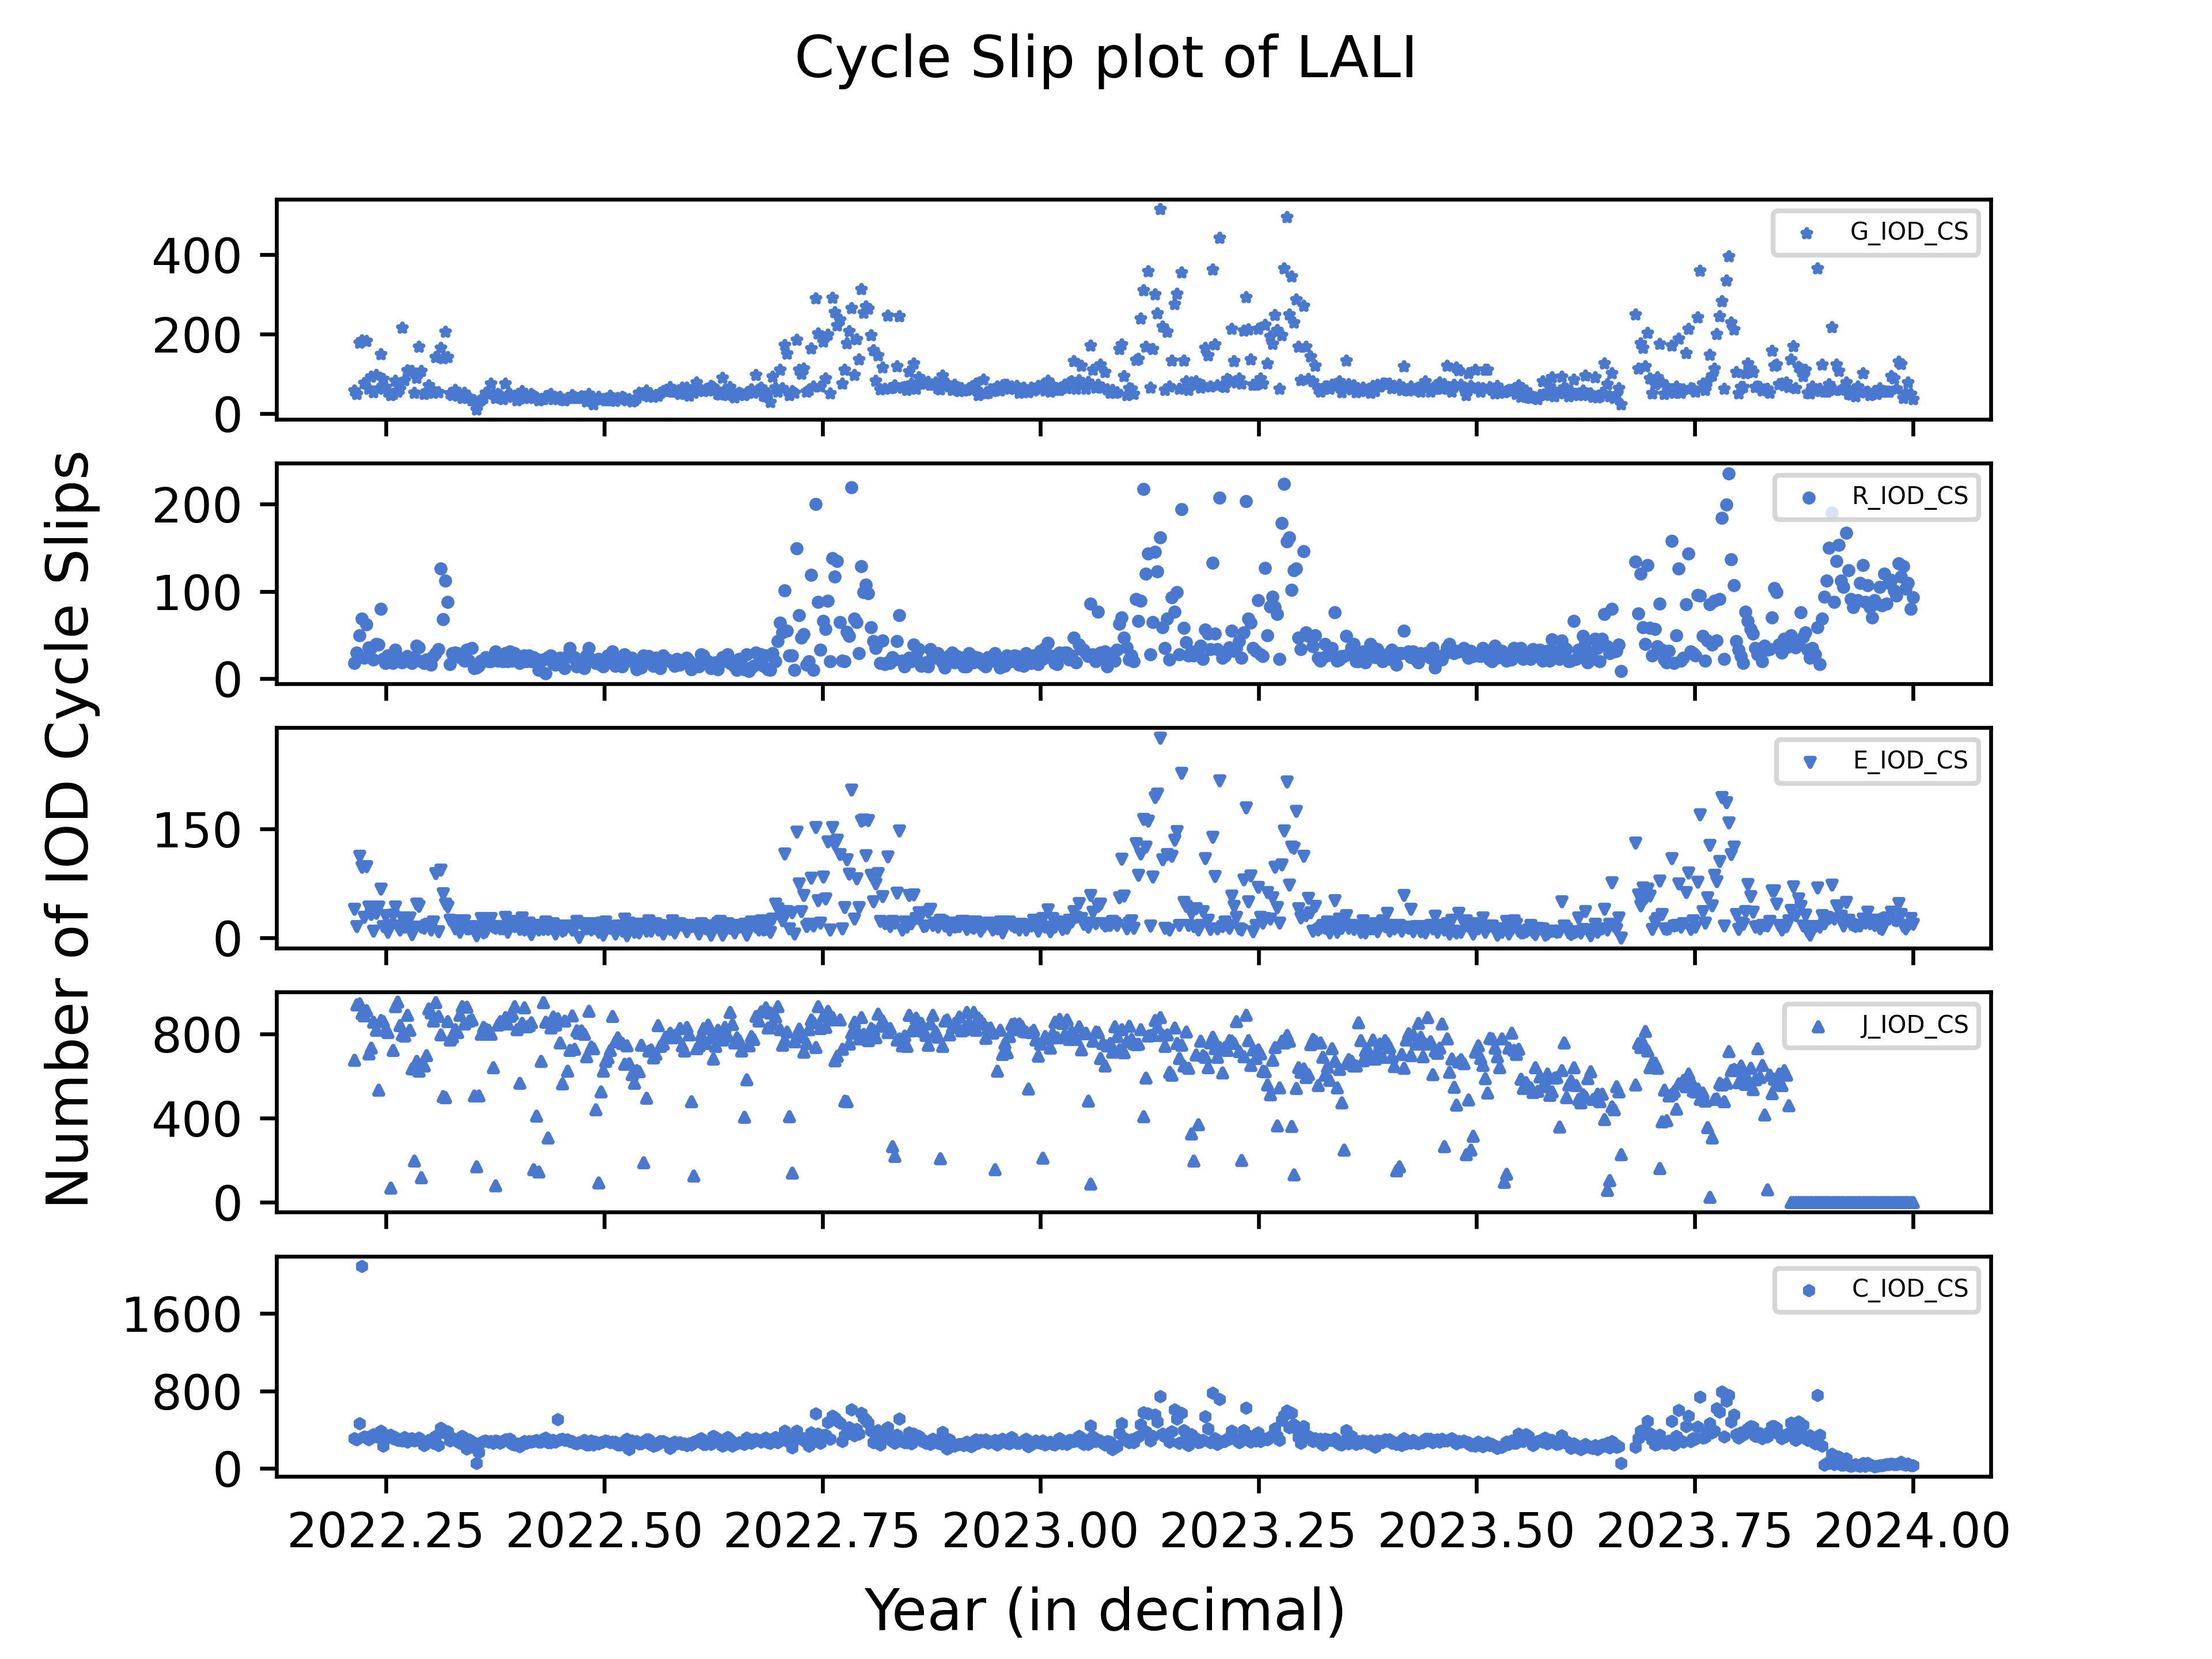 Cycle Slip plot of LALI
Number of IOD Cycle Slips
400
200
0
G_IOD_CS
200
100
0
R_IOD_CS
150
0
E_IOD_CS
800
400
0
J_IOD_CS
1600
800
0
C_IOD_CS
2022.25 2022.50 2022.75 2023.00 2023.25 2023.50 2023.75 2024.00
Year (in decimal)